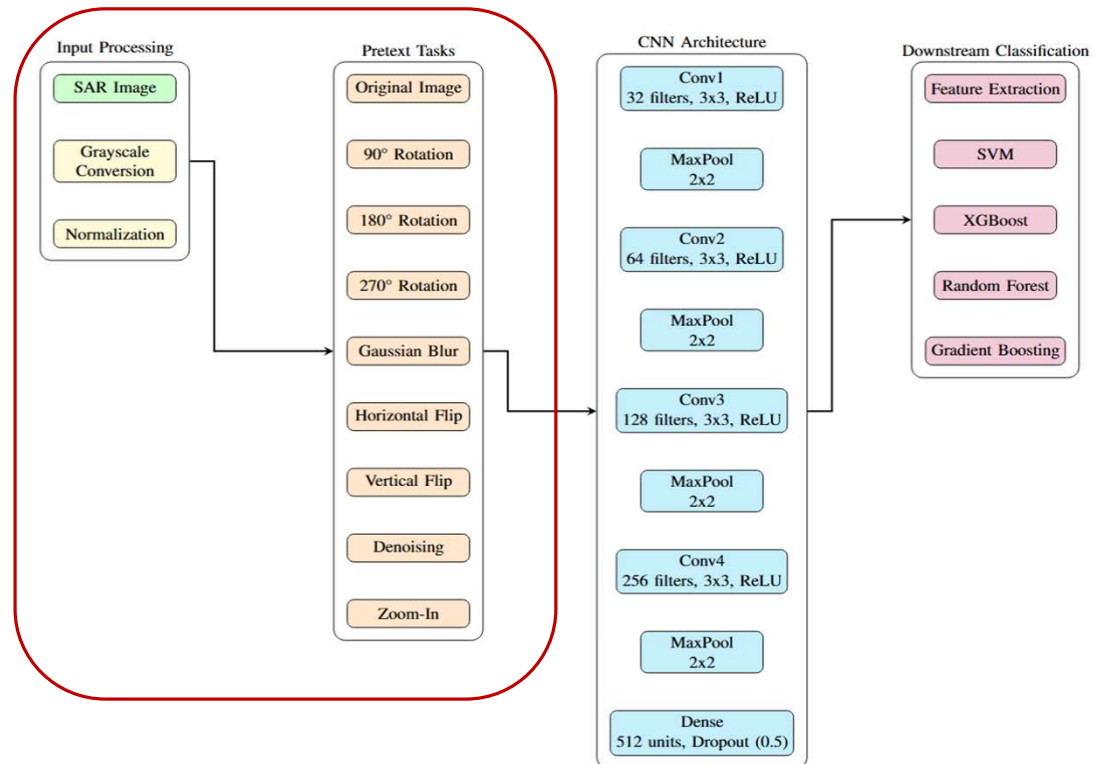 Input Processing
SAR Image
Grayscale
Conversion
Normalization
Pretext Tasks
Original Image
90° Rotation
180° Rotation
270° Rotation
Gaussian Blur
Horizontal Flip
Vertical Flip
Denoising
Zoom-In
CNN Architecture
Conv1
32 filters, 3x3, ReLU
MaxPool
2x2
Conv2
64 filters, 3x3, ReLU
MaxPool
2x2
Conv3
128 filters, 3x3, ReLU
MaxPool
2x2
Conv4
256 filters, 3x3, ReLU
MaxPool
2x2
Dense
512 units, Dropout (0.5)
Downstream Classification
Feature Extraction
SVM
XGBoost
Random Forest
Gradient Boosting